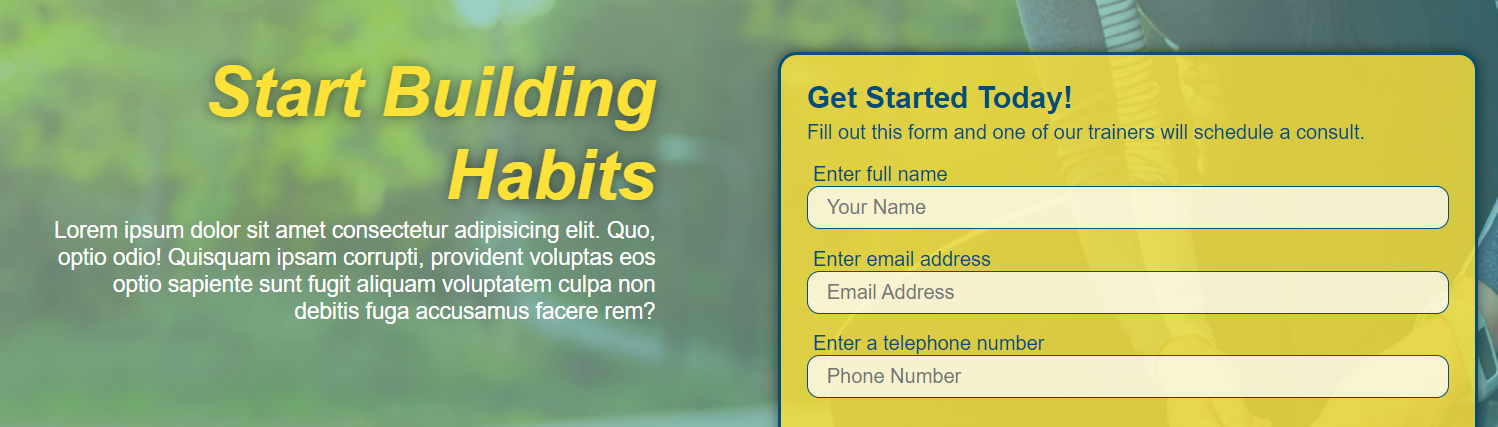 Start Building
Habits
Lorem ipsum dolor sit amet consectetur adipisicing elit. Quo,
optio odio! Quisquam ipsam corrupti, provident voluptas eos
optio sapiente sunt fugit aliquam voluptatem culpa non
debitis fuga accusamus facere rem?
Get Started Today!
Fill out this form and one of our trainers will schedule a consult.
Enter full name
Your Name
Enter email address
Email Address
Enter a telephone number
Phone Number